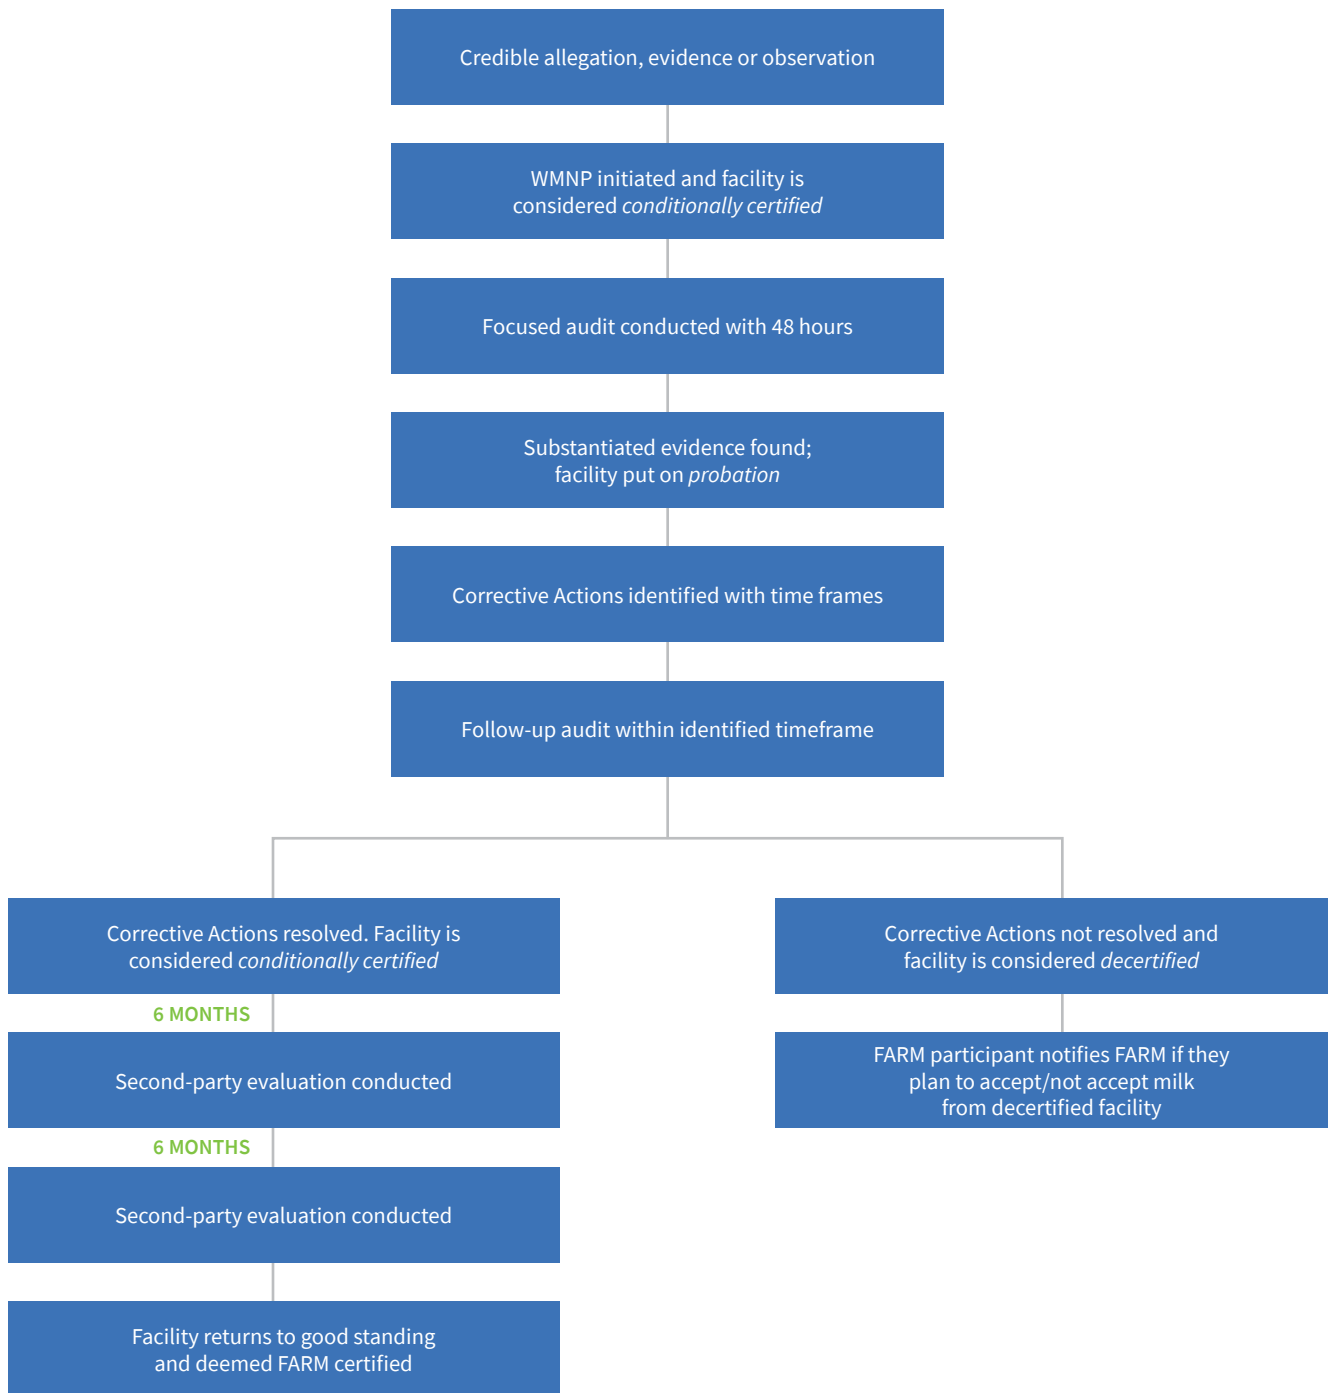 Credible allegation, evidence or observation
WMNP initiated and facility is
considered conditionally certified
Focused audit conducted with 48 hours
Substantiated evidence found;
facility put on probation
Corrective Actions identified with time frames
Follow-up audit within identified timeframe
Corrective Actions resolved. Facility is
considered conditionally certified
6 MONTHS
Second-party evaluation conducted
6 MONTHS
Second-party evaluation conducted
Facility returns to good standing
and deemed FARM certified
Corrective Actions not resolved and
facility is considered decertified
FARM participant notifies FARM if they
plan to accept/not accept milk
from decertified facility